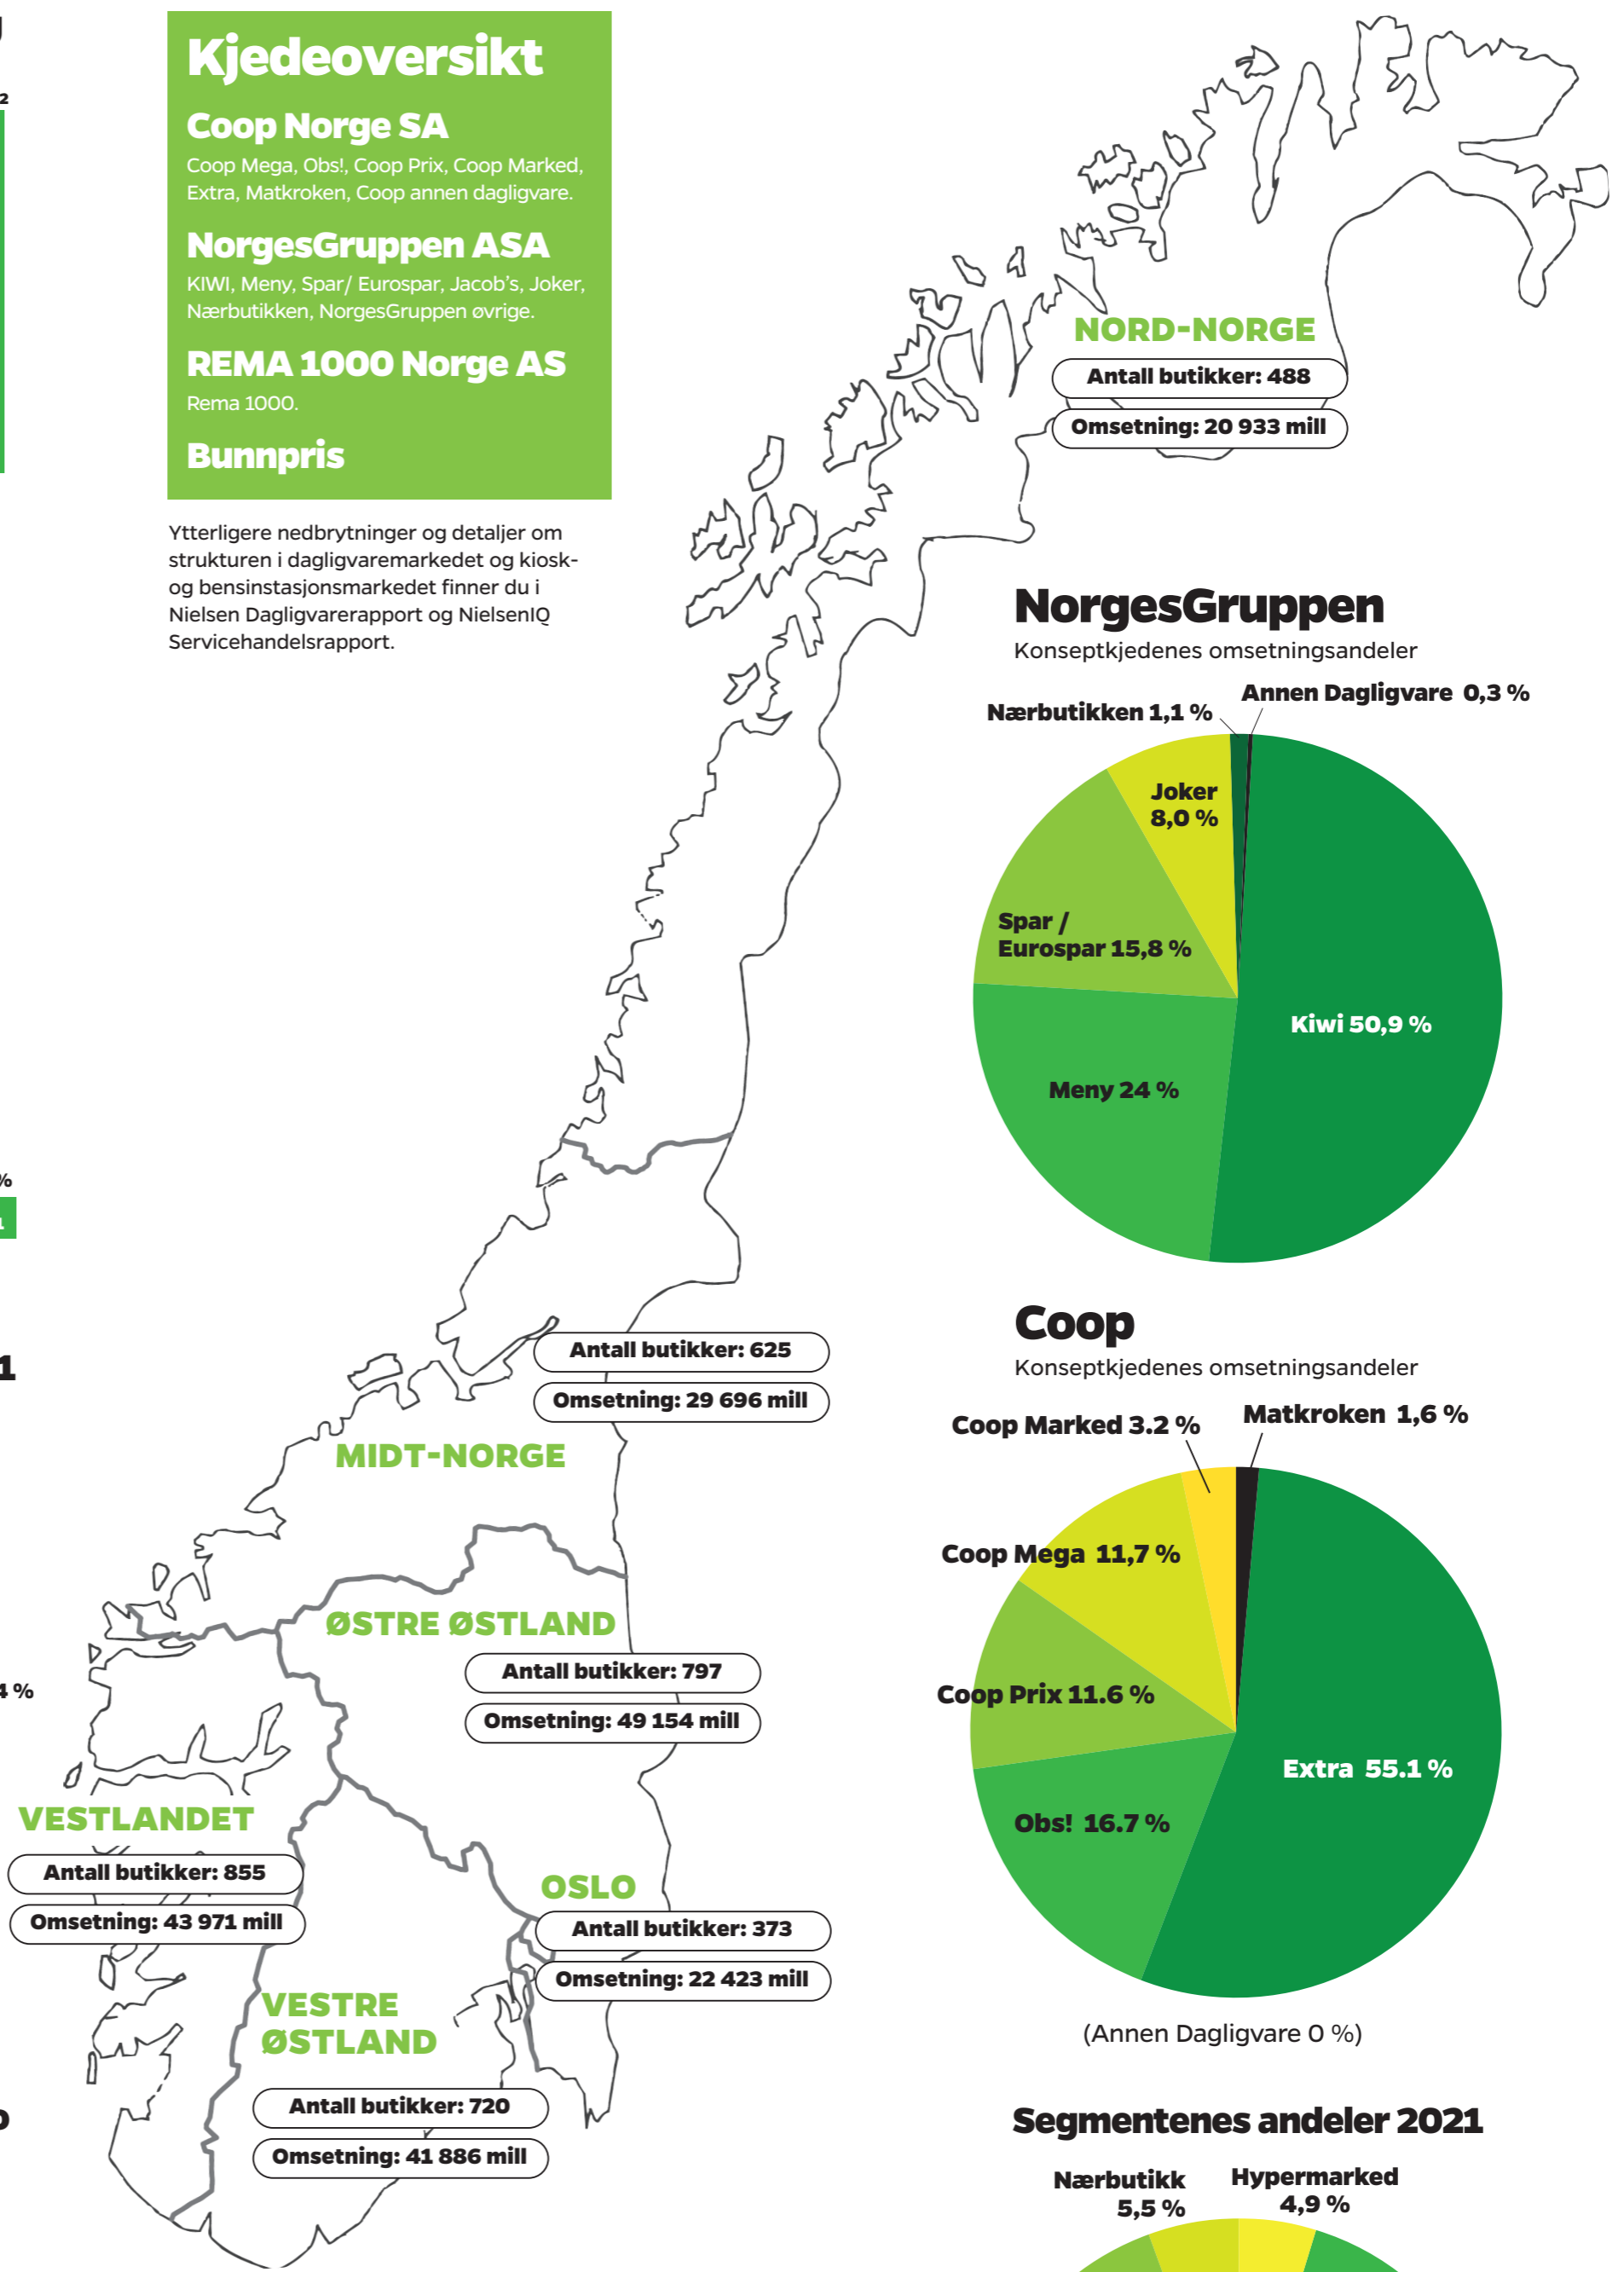 Kjedeoversikt
Coop Norge SA
Coop Mega, Obs!, Coop Prix, Coop Marked,
Extra, Matkroken, Coop annen dagligvare.
NorgesGruppen ASA
KIWI, Meny, Spar/ Eurospar, Jacob's, Joker,
Nærbutikken, NorgesGruppen øvrige.
REMA 1000 Norge AS
Rema 1000.
Bunnpris
Ytterligere nedbrytninger og detaljer om
strukturen i dagligvaremarkedet og kiosk-
og bensinstasjonsmarkedet finner du i
Nielsen Dagligvarerapport og NielsenIQ
Servicehandelsrapport.
NORD-NORGE
Antall butikker: 488
Omsetning: 20 933 mill
NorgesGruppen
Konseptkjedenes omsetningsandeler
Nærbutikken 1,1 %
Annen Dagligvare 0,3 %
Joker
8,0 %
Spar /
Eurospar 15,8 %
Kiwi 50,9 %
Meny 24 %
Antall butikker: 625
Omsetning: 29 696 mill
MIDT-NORGE
ØSTRE ØSTLAND
Antall butikker: 797
Omsetning: 49 154 mill
VESTLANDET
Antall butikker: 855
Omsetning: 43 971 mill
OSLO
Antall butikker: 373
Omsetning: 22 423 mill
VESTRE
ØSTLAND
Antall butikker: 720
Omsetning: 41 886 mill
Coop
Konseptkjedenes omsetningsandeler
Coop Marked 3.2 %
Matkroken 1,6 %
Coop Mega 11,7 %
Coop Prix 11.6 %
Extra 55.1 %
Obs! 16.7 %
(Annen Dagligvare 0 %)
Segmentenes andeler 2021
Nærbutikk
5,5 %
Hypermarked
4,9 %
2
%
1
1
4 %